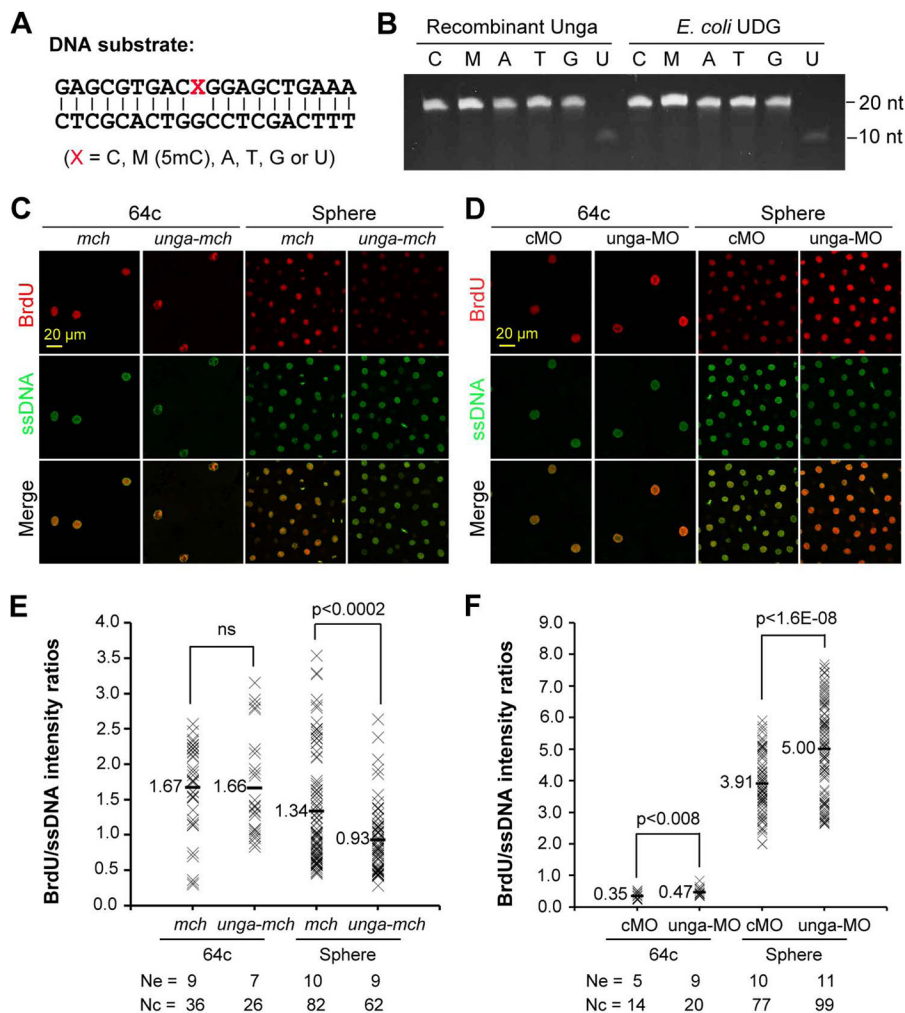 A
DNA substrate:
GAGCGTGACXGGAGCTGAAA
CTCGCACTGGCCTCGACTTT
(X = C, M (5mC), A, T, G or U)
B
Recombinant Unga E. coli UDG
C M A T G U C M A T G U
20 nt
10 nt
C
64c Sphere
mch unga-mch mch unga-mch
BrdU
20 µm
ssDNA
Merge
D
64c Sphere
cMO unga-MO cMO unga-MO
BrdU
20 µm
ssDNA
Merge
E
BrdU/ssDNA intensity ratios
4.0
3.5
3.0
2.5
2.0
1.5
1.0
0.5
0.0
ns
p<0.0002
1.67
1.66
1.34
0.93
mch unga-mch mch unga-mch
64c Sphere
Ne = 9 7 10 9
Nc = 36 26 82 62
F
BrdU/ssDNA intensity ratios
9.0
8.0
7.0
6.0
5.0
4.0
3.0
2.0
1.0
0.0
p<1.6E-08
p<0.008
0.35
0.47
3.91
5.00
cMO unga-MO cMO unga-MO
64c Sphere
Ne = 5 9 10 11
Nc = 14 20 77 99